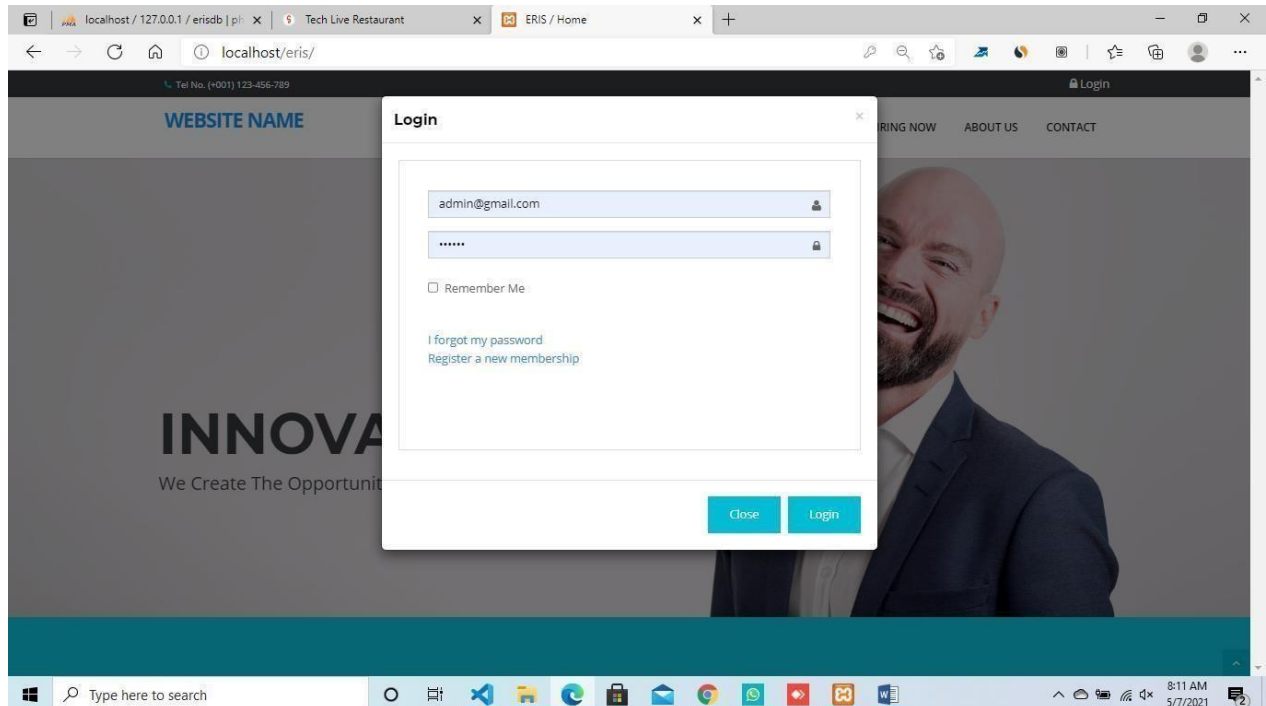 localhost / 127.0.0.1 / erisdb | ph
Tech Live Restaurant
ERIS / Home
localhost/eris/
Tel No. (+001) 123-456-789
Login
WEBSITE NAME
IRING NOW
ABOUT US
CONTACT
Login
admin@gmail.com
••••••
Remember Me
I forgot my password
Register a new membership
INNOVA
We Create The Opportunit
Close
Login
Type here to search
8:11 AM
5/7/2021